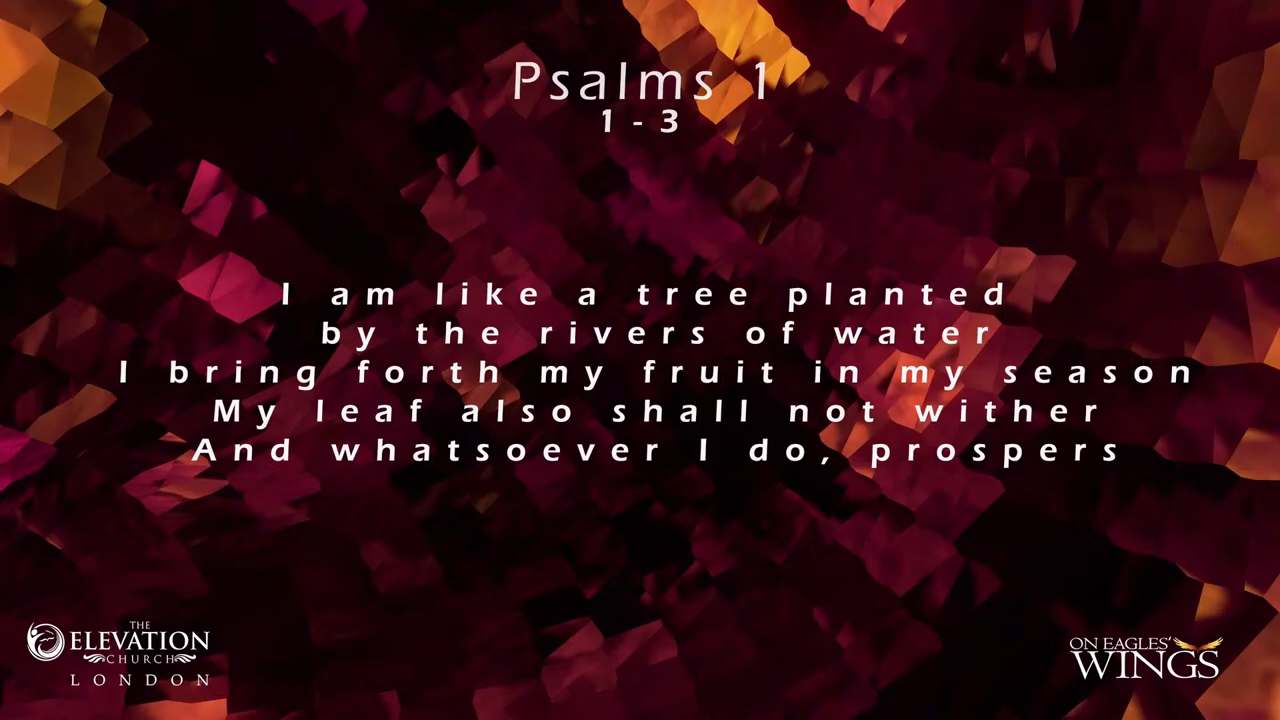 Psalms 1
1 - 3
I am like a tree planted
by the rivers of water
I bring forth my fruit in my season
My leaf also shall not wither
And whatsoever I do, prospers
THE
ELEVATION
CHURCH
LONDON
ON EAGLES'
WINGS